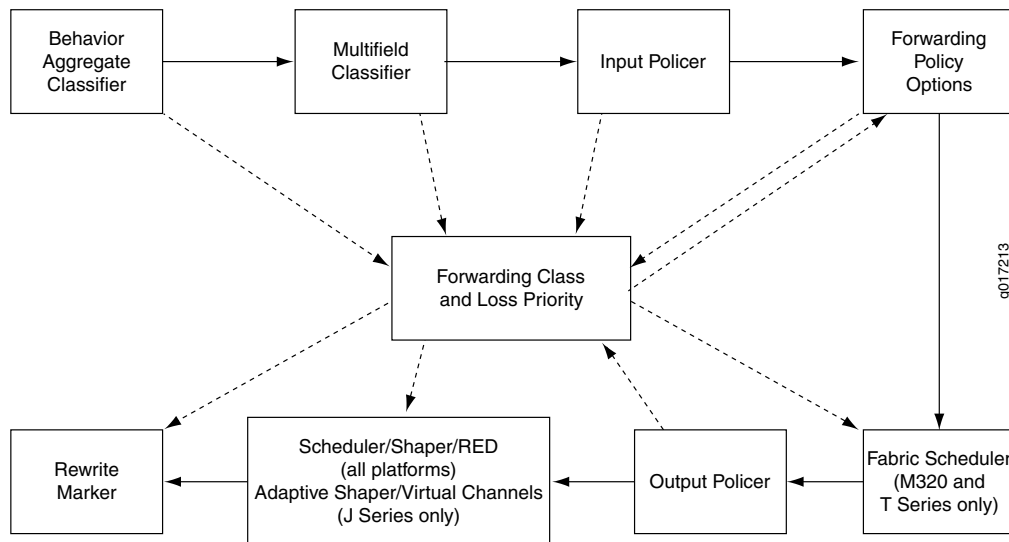 Behavior
Aggregate
Classifier
Multifield
Classifier
Input Policer
Forwarding
Policy
Options
Forwarding Class
and Loss Priority
g017213
Rewrite
Marker
Scheduler/Shaper/RED
(all platforms)
Adaptive Shaper/Virtual Channels
(J Series only)
Output Policer
Fabric Scheduler
(M320 and
T Series only)